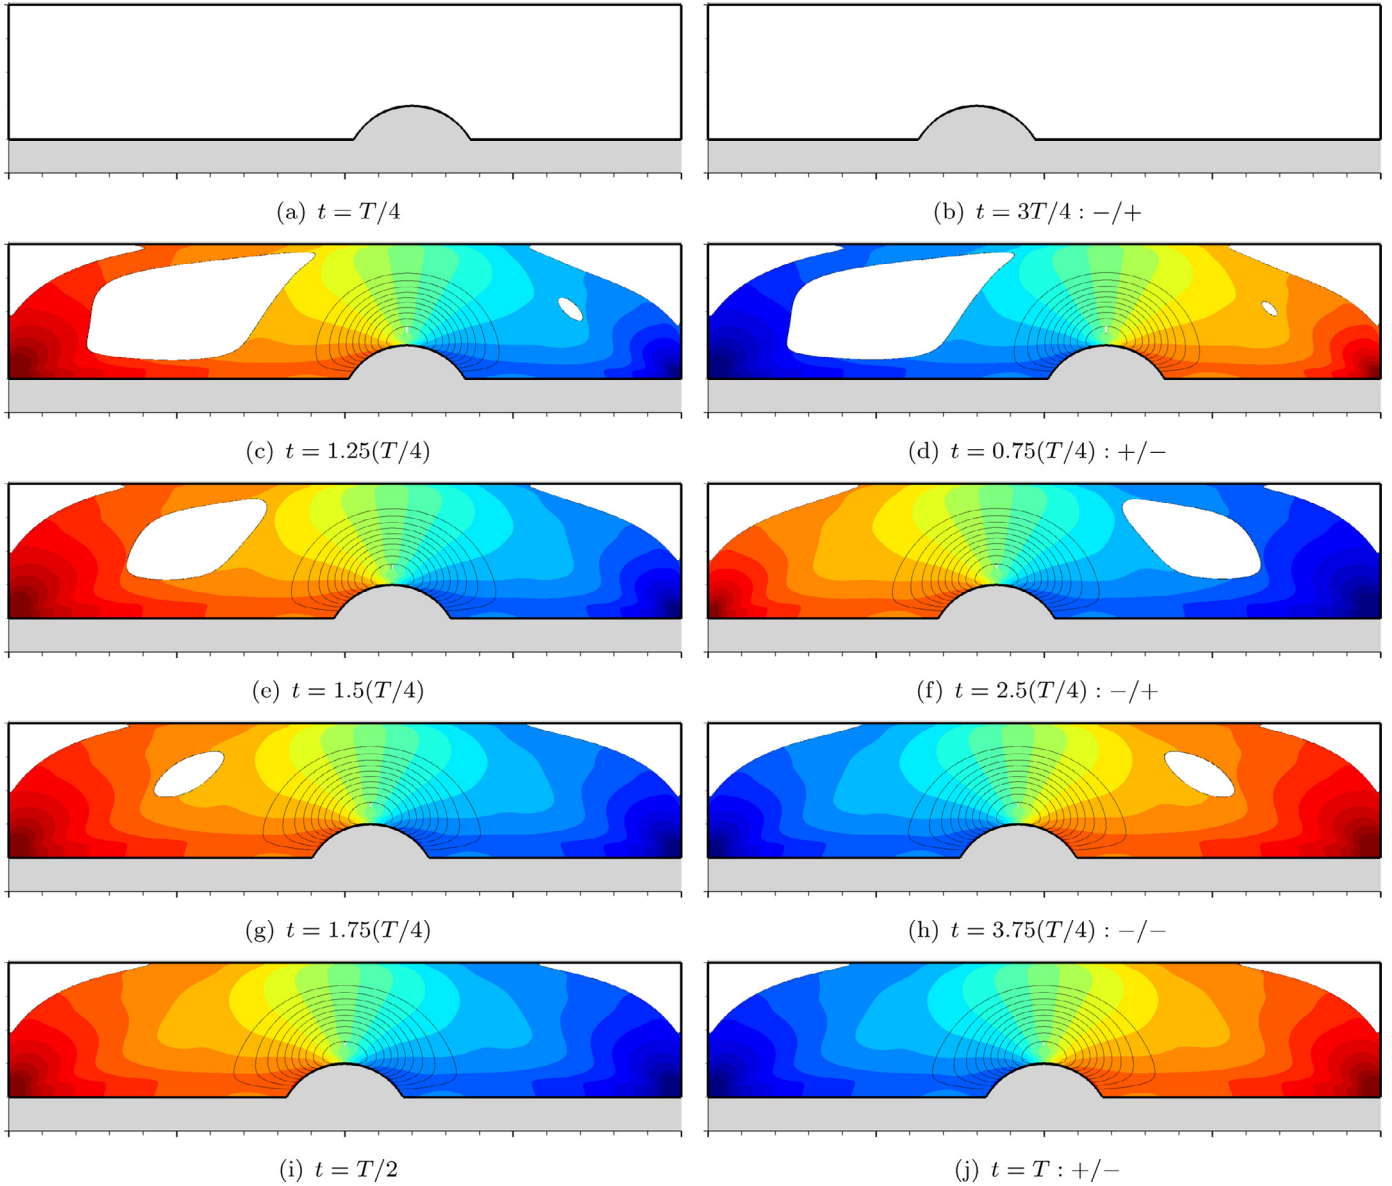 (a) t = T/4
(b) t = 3T/4 : −/+
(c) t = 1.25(T/4)
(d) t = 0.75(T/4) : +/−
(e) t = 1.5(T/4)
(f) t = 2.5(T/4) : −/+
(g) t = 1.75(T/4)
(h) t = 3.75(T/4) : −/−
(i) t = T/2
(j) t = T : +/−